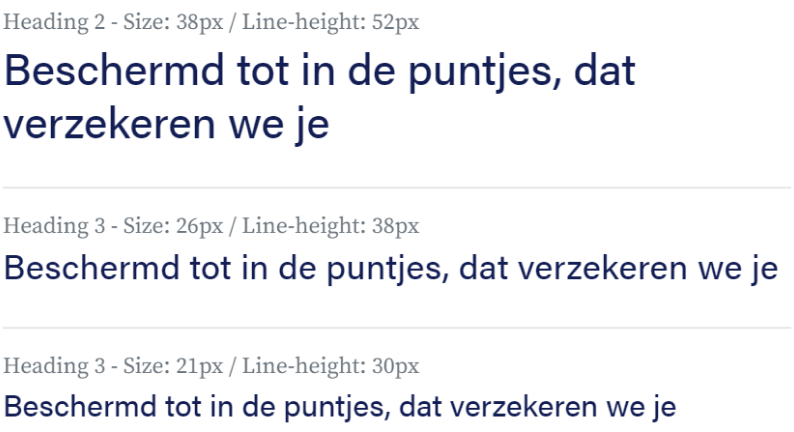 Heading 2 - Size: 38px / Line-height: 52px
Beschermd tot in de puntjes, dat
verzekeren we je
Heading 3 - Size: 26px / Line-height: 38px
Beschermd tot in de puntjes, dat verzekeren we je
Heading 3 - Size: 21px / Line-height: 30px
Beschermd tot in de puntjes, dat verzekeren we je